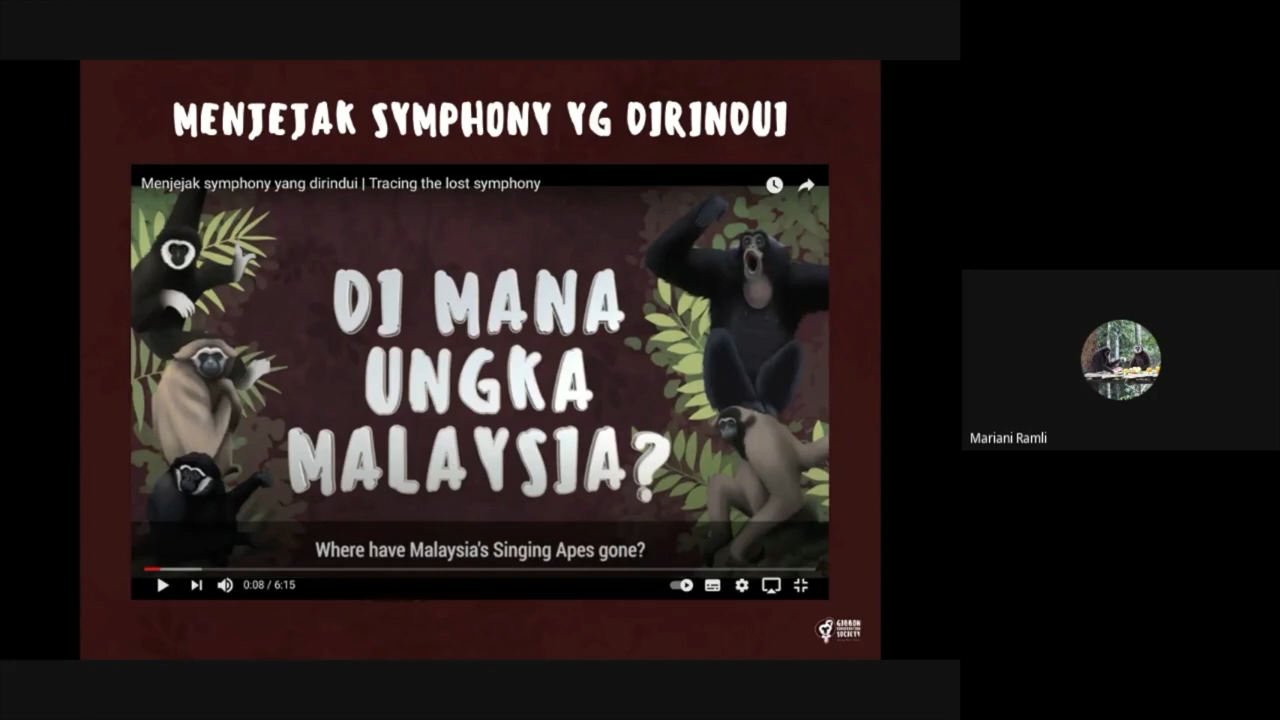 MENJEJAK SYMPHONY YG DIRINDUI
Menjejak symphony yang dirindui | Tracing the lost symphony
DI MANA
UNGKA
MALAYSIA?
Where have Malaysia's Singing Apes gone?
0:08 / 6:15
GIBBON
SOCIETY
Mariani Ramli